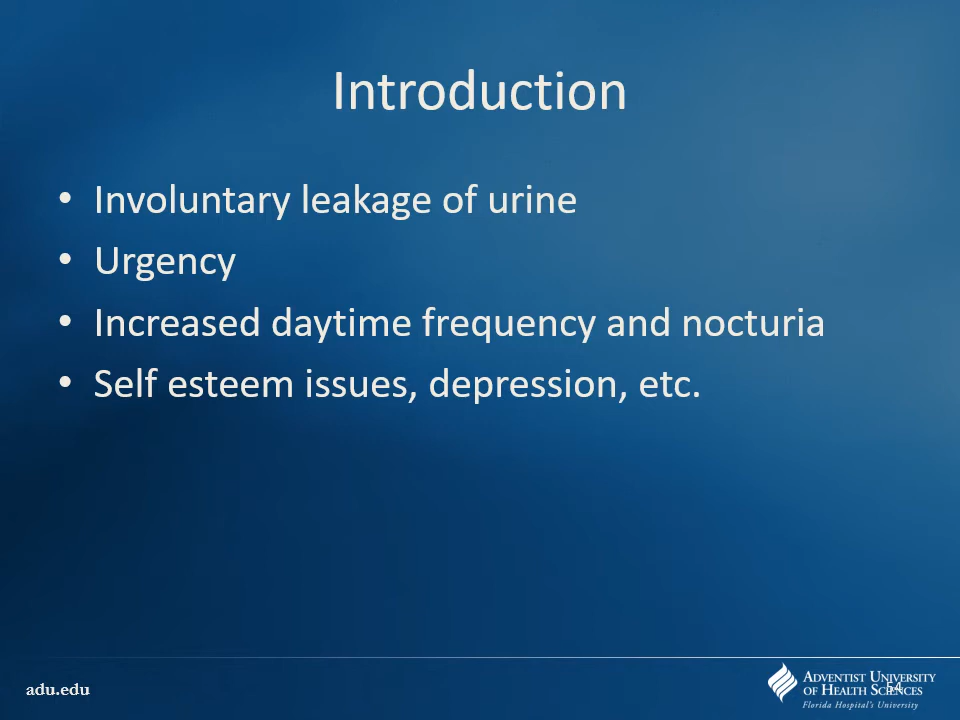 Introduction
• Involuntary leakage of urine
• Urgency
• Increased daytime frequency and nocturia
• Self esteem issues, depression, etc.
adu.edu
ADVENTIST UNIVERSITY
OF HEALTH SCIENCES
54
Florida Hospital's University